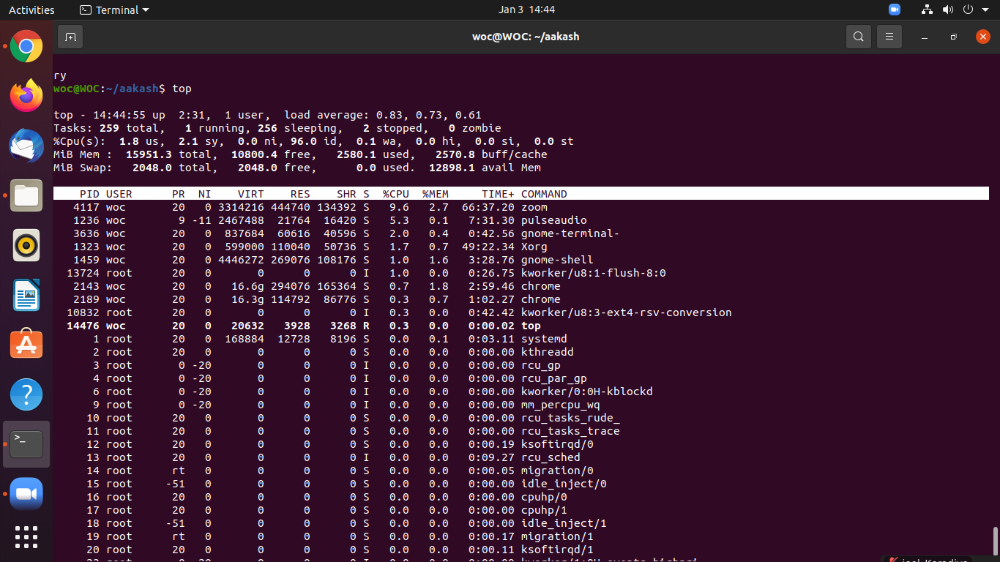 Activities Terminal Jan 3 14:44
woc@WOC: ~/aakash
ry
woc@WOC:~/aakash$ top
top - 14:44:55 up  2:31,  1 user,  load average: 0.83, 0.73, 0.61
Tasks: 259 total,   1 running, 256 sleeping,   2 stopped,   0 zombie
%Cpu(s):  1.8 us,  2.1 sy,  0.0 ni, 96.0 id,  0.1 wa,  0.0 hi,  0.0 si,  0.0 st
MiB Mem :  15951.3 total,  10800.4 free,   2580.1 used,   2570.8 buff/cache
MiB Swap:   2048.0 total,   2048.0 free,      0.0 used.  12898.1 avail Mem
PID USER PR NI VIRT RES SHR S %CPU %MEM TIME+ COMMAND
4117 woc 20 0 3314216 444740 134392 S 9.6 2.7 66:37.20 zoom
1236 woc 9 -11 2467488 21764 16420 S 5.3 0.1 7:31.30 pulseaudio
3636 woc 20 0 837684 60616 40596 S 2.0 0.4 0:42.56 gnome-terminal-
1323 woc 20 0 599000 110040 50736 S 1.7 0.7 49:22.34 Xorg
1459 woc 20 0 4446272 269076 108176 S 1.0 1.6 3:28.76 gnome-shell
13724 root 20 0 0 0 0 I 1.0 0.0 0:26.75 kworker/u8:1-flush-8:0
2143 woc 20 0 16.6g 294076 165364 S 0.7 1.8 2:59.46 chrome
2189 woc 20 0 16.3g 114792 86776 S 0.3 0.7 1:02.27 chrome
10832 root 20 0 0 0 0 I 0.3 0.0 0:42.42 kworker/u8:3-ext4-rsv-conversion
14476 woc 20 0 20632 3928 3268 R 0.3 0.0 0:00.02 top
1 root 20 0 168884 12728 8196 S 0.0 0.1 0:03.11 systemd
2 root 20 0 0 0 0 S 0.0 0.0 0:00.00 kthreadd
3 root 0 -20 0 0 0 I 0.0 0.0 0:00.00 rcu_gp
4 root 0 -20 0 0 0 I 0.0 0.0 0:00.00 rcu_par_gp
6 root 0 -20 0 0 0 I 0.0 0.0 0:00.00 kworker/0:0H-kblockd
9 root 0 -20 0 0 0 I 0.0 0.0 0:00.00 mm_percpu_wq
10 root 20 0 0 0 0 S 0.0 0.0 0:00.00 rcu_tasks_rude_
11 root 20 0 0 0 0 S 0.0 0.0 0:00.00 rcu_tasks_trace
12 root 20 0 0 0 0 S 0.0 0.0 0:00.19 ksoftirqd/0
13 root 20 0 0 0 0 I 0.0 0.0 0:09.27 rcu_sched
14 root rt 0 0 0 0 S 0.0 0.0 0:00.05 migration/0
15 root -51 0 0 0 0 S 0.0 0.0 0:00.00 idle_inject/0
16 root 20 0 0 0 0 S 0.0 0.0 0:00.00 cpuhp/0
17 root 20 0 0 0 0 S 0.0 0.0 0:00.00 cpuhp/1
18 root -51 0 0 0 0 S 0.0 0.0 0:00.00 idle_inject/1
19 root rt 0 0 0 0 S 0.0 0.0 0:00.17 migration/1
20 root 20 0 0 0 0 S 0.0 0.0 0:00.11 ksoftirqd/1